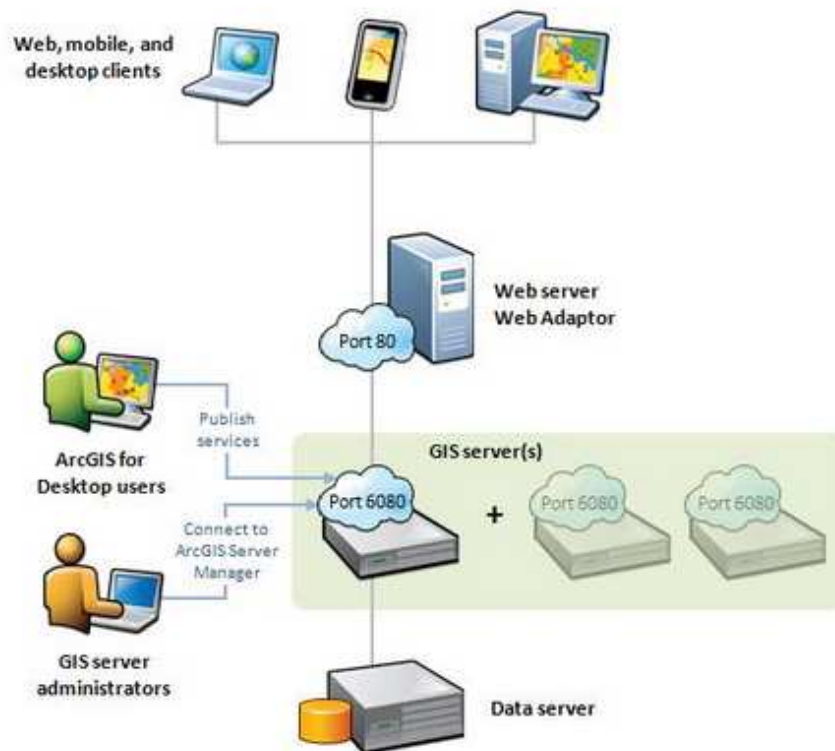 Web, mobile, and
desktop clients
Web server
Web Adaptor
Port 80
Publish
services
ArcGIS for
Desktop users
GIS server(s)
Port 6080
+
Port 6080
Port 6080
Connect to
ArcGIS Server
Manager
GIS server
administrators
Data server